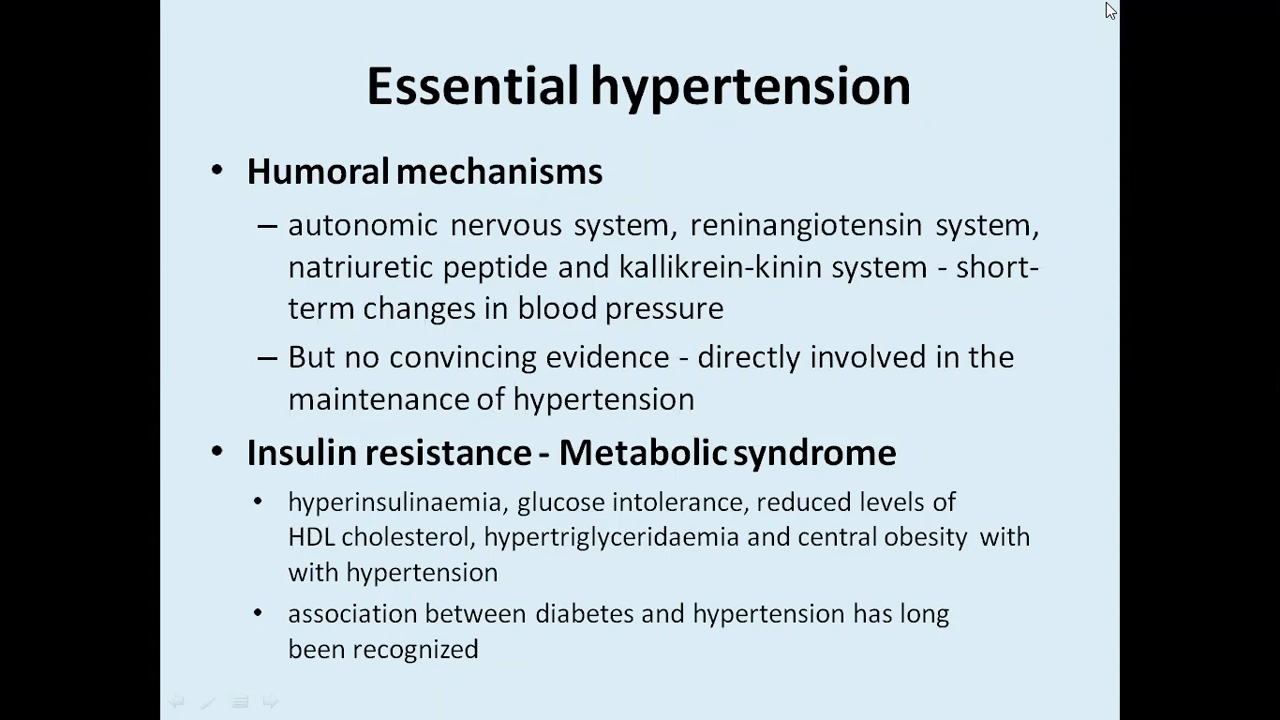 Essential hypertension
• Humoral mechanisms
– autonomic nervous system, reninangiotensin system,
natriuretic peptide and kallikrein-kinin system - short-
term changes in blood pressure
– But no convincing evidence - directly involved in the
maintenance of hypertension
• Insulin resistance - Metabolic syndrome
• hyperinsulinaemia, glucose intolerance, reduced levels of
HDL cholesterol, hypertriglyceridaemia and central obesity with
with hypertension
• association between diabetes and hypertension has long
been recognized